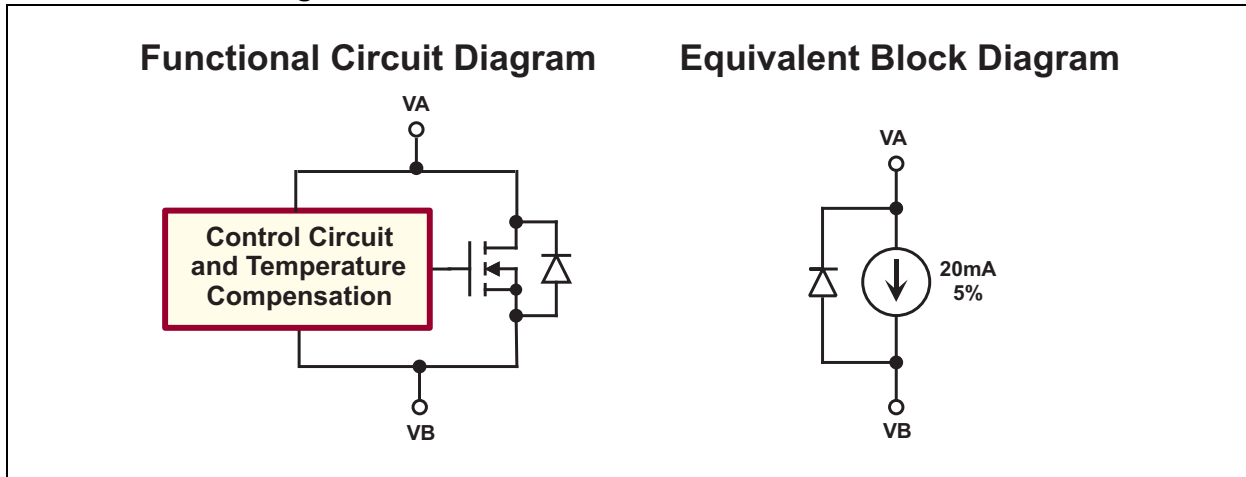 Functional Circuit Diagram
VA
Control Circuit
and Temperature
Compensation
VB
Equivalent Block Diagram
VA
20mA
5%
VB